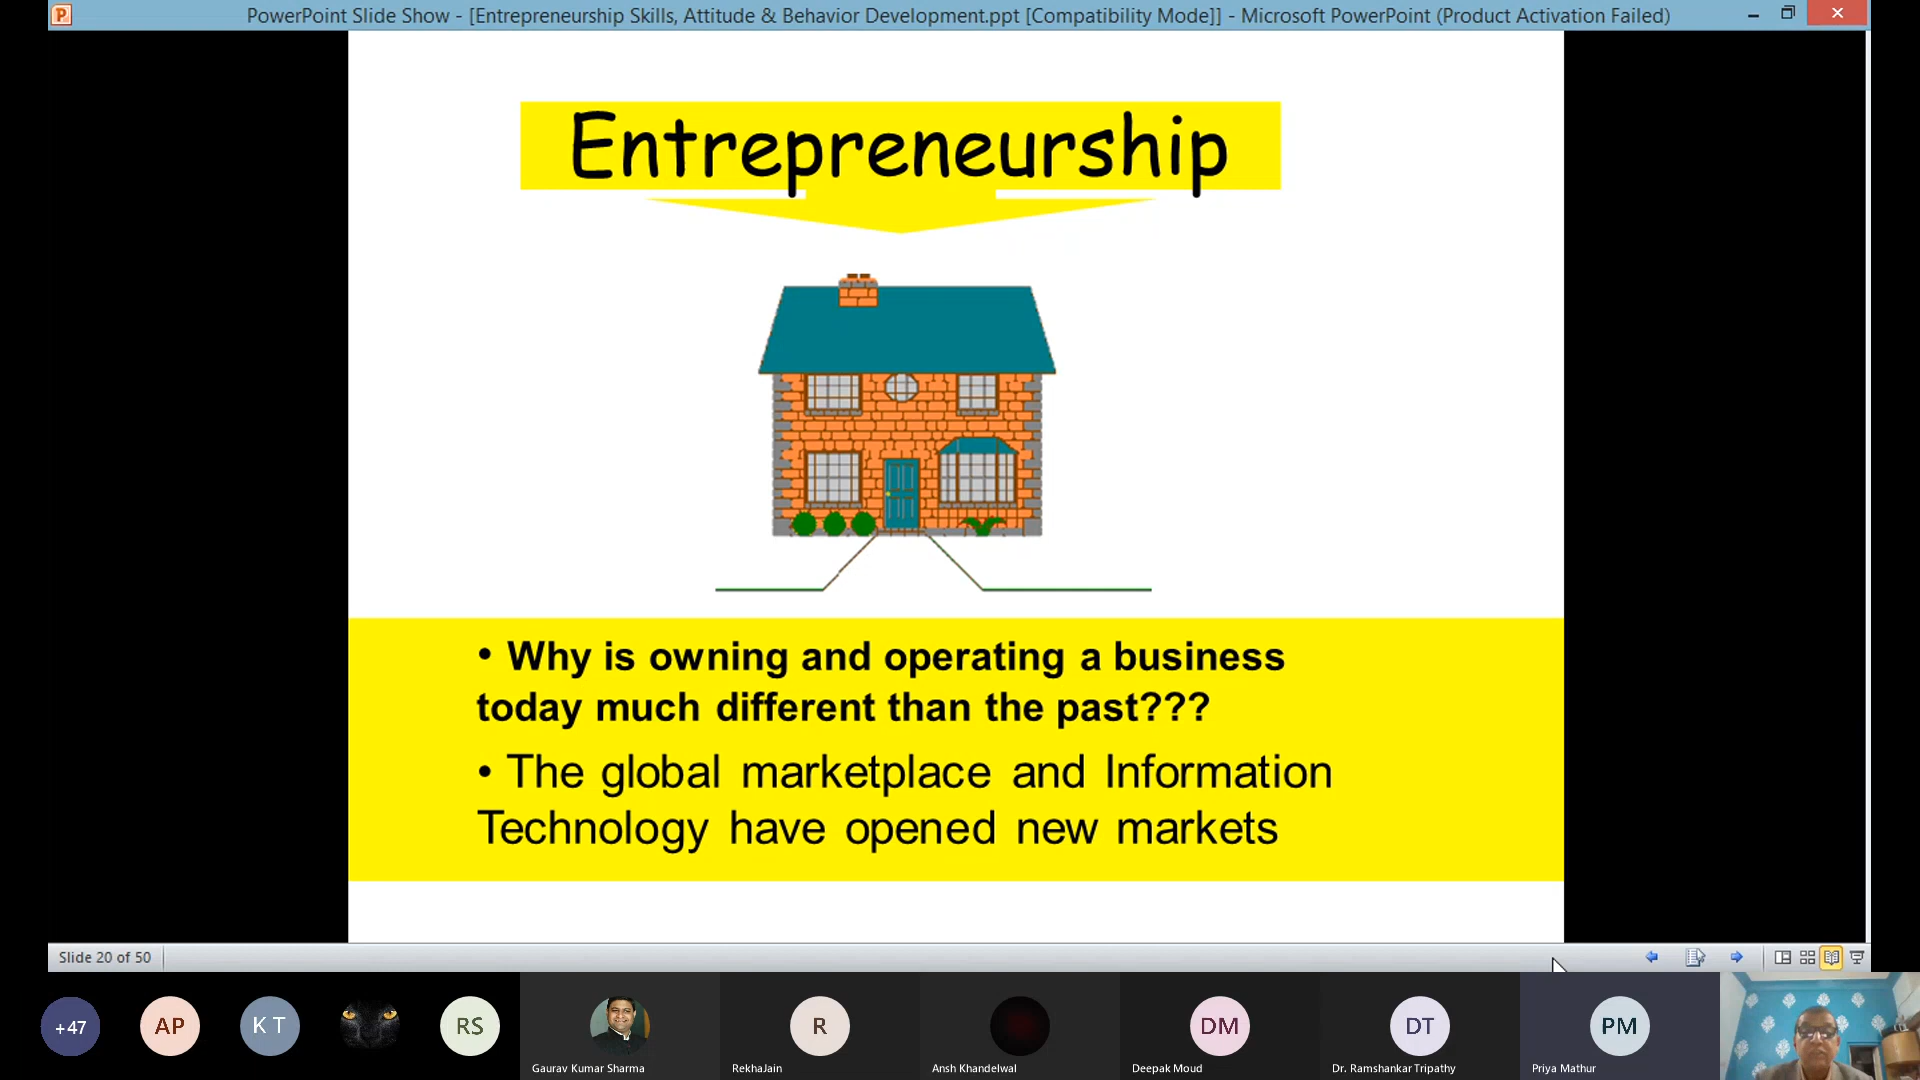 PowerPoint Slide Show - [Entrepreneurship Skills, Attitude & Behavior Development.ppt [Compatibility Mode]] - Microsoft PowerPoint (Product Activation Failed)
Entrepreneurship
• Why is owning and operating a business
today much different than the past???
• The global marketplace and Information
Technology have opened new markets
Slide 20 of 50
+47
AP
K T
RS
Gaurav Kumar Sharma
R
RekhaJain
Ansh Khandelwal
DM
Deepak Moud
DT
Dr. Ramshankar Tripathy
PM
Priya Mathur